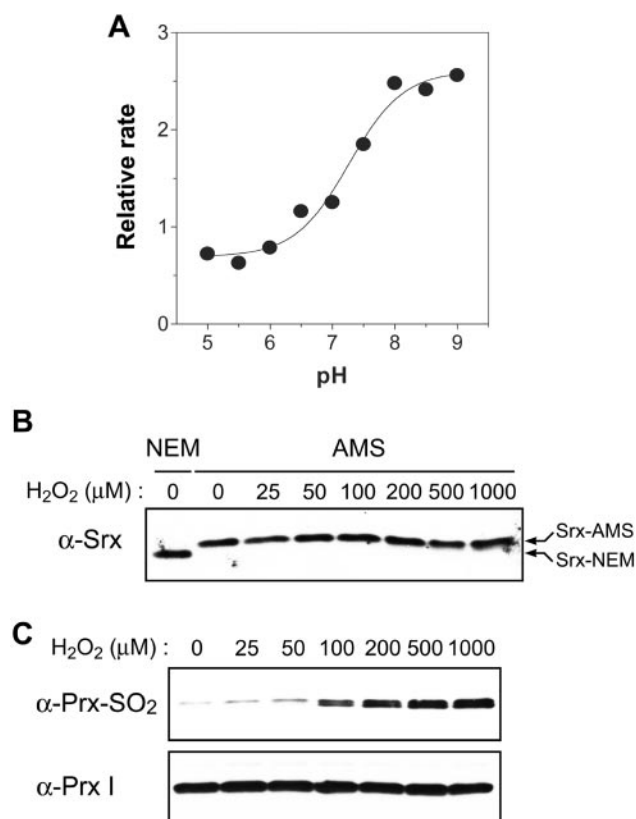 A
Relative rate
3
2
1
0
5 6 7 8 9
pH
B
NEM AMS
H₂O₂ (μM) : 0 0 25 50 100 200 500 1000
α-Srx
Srx-AMS
Srx-NEM
C
H₂O₂ (μM) : 0 25 50 100 200 500 1000
α-Prx-SO₂
α-Prx I